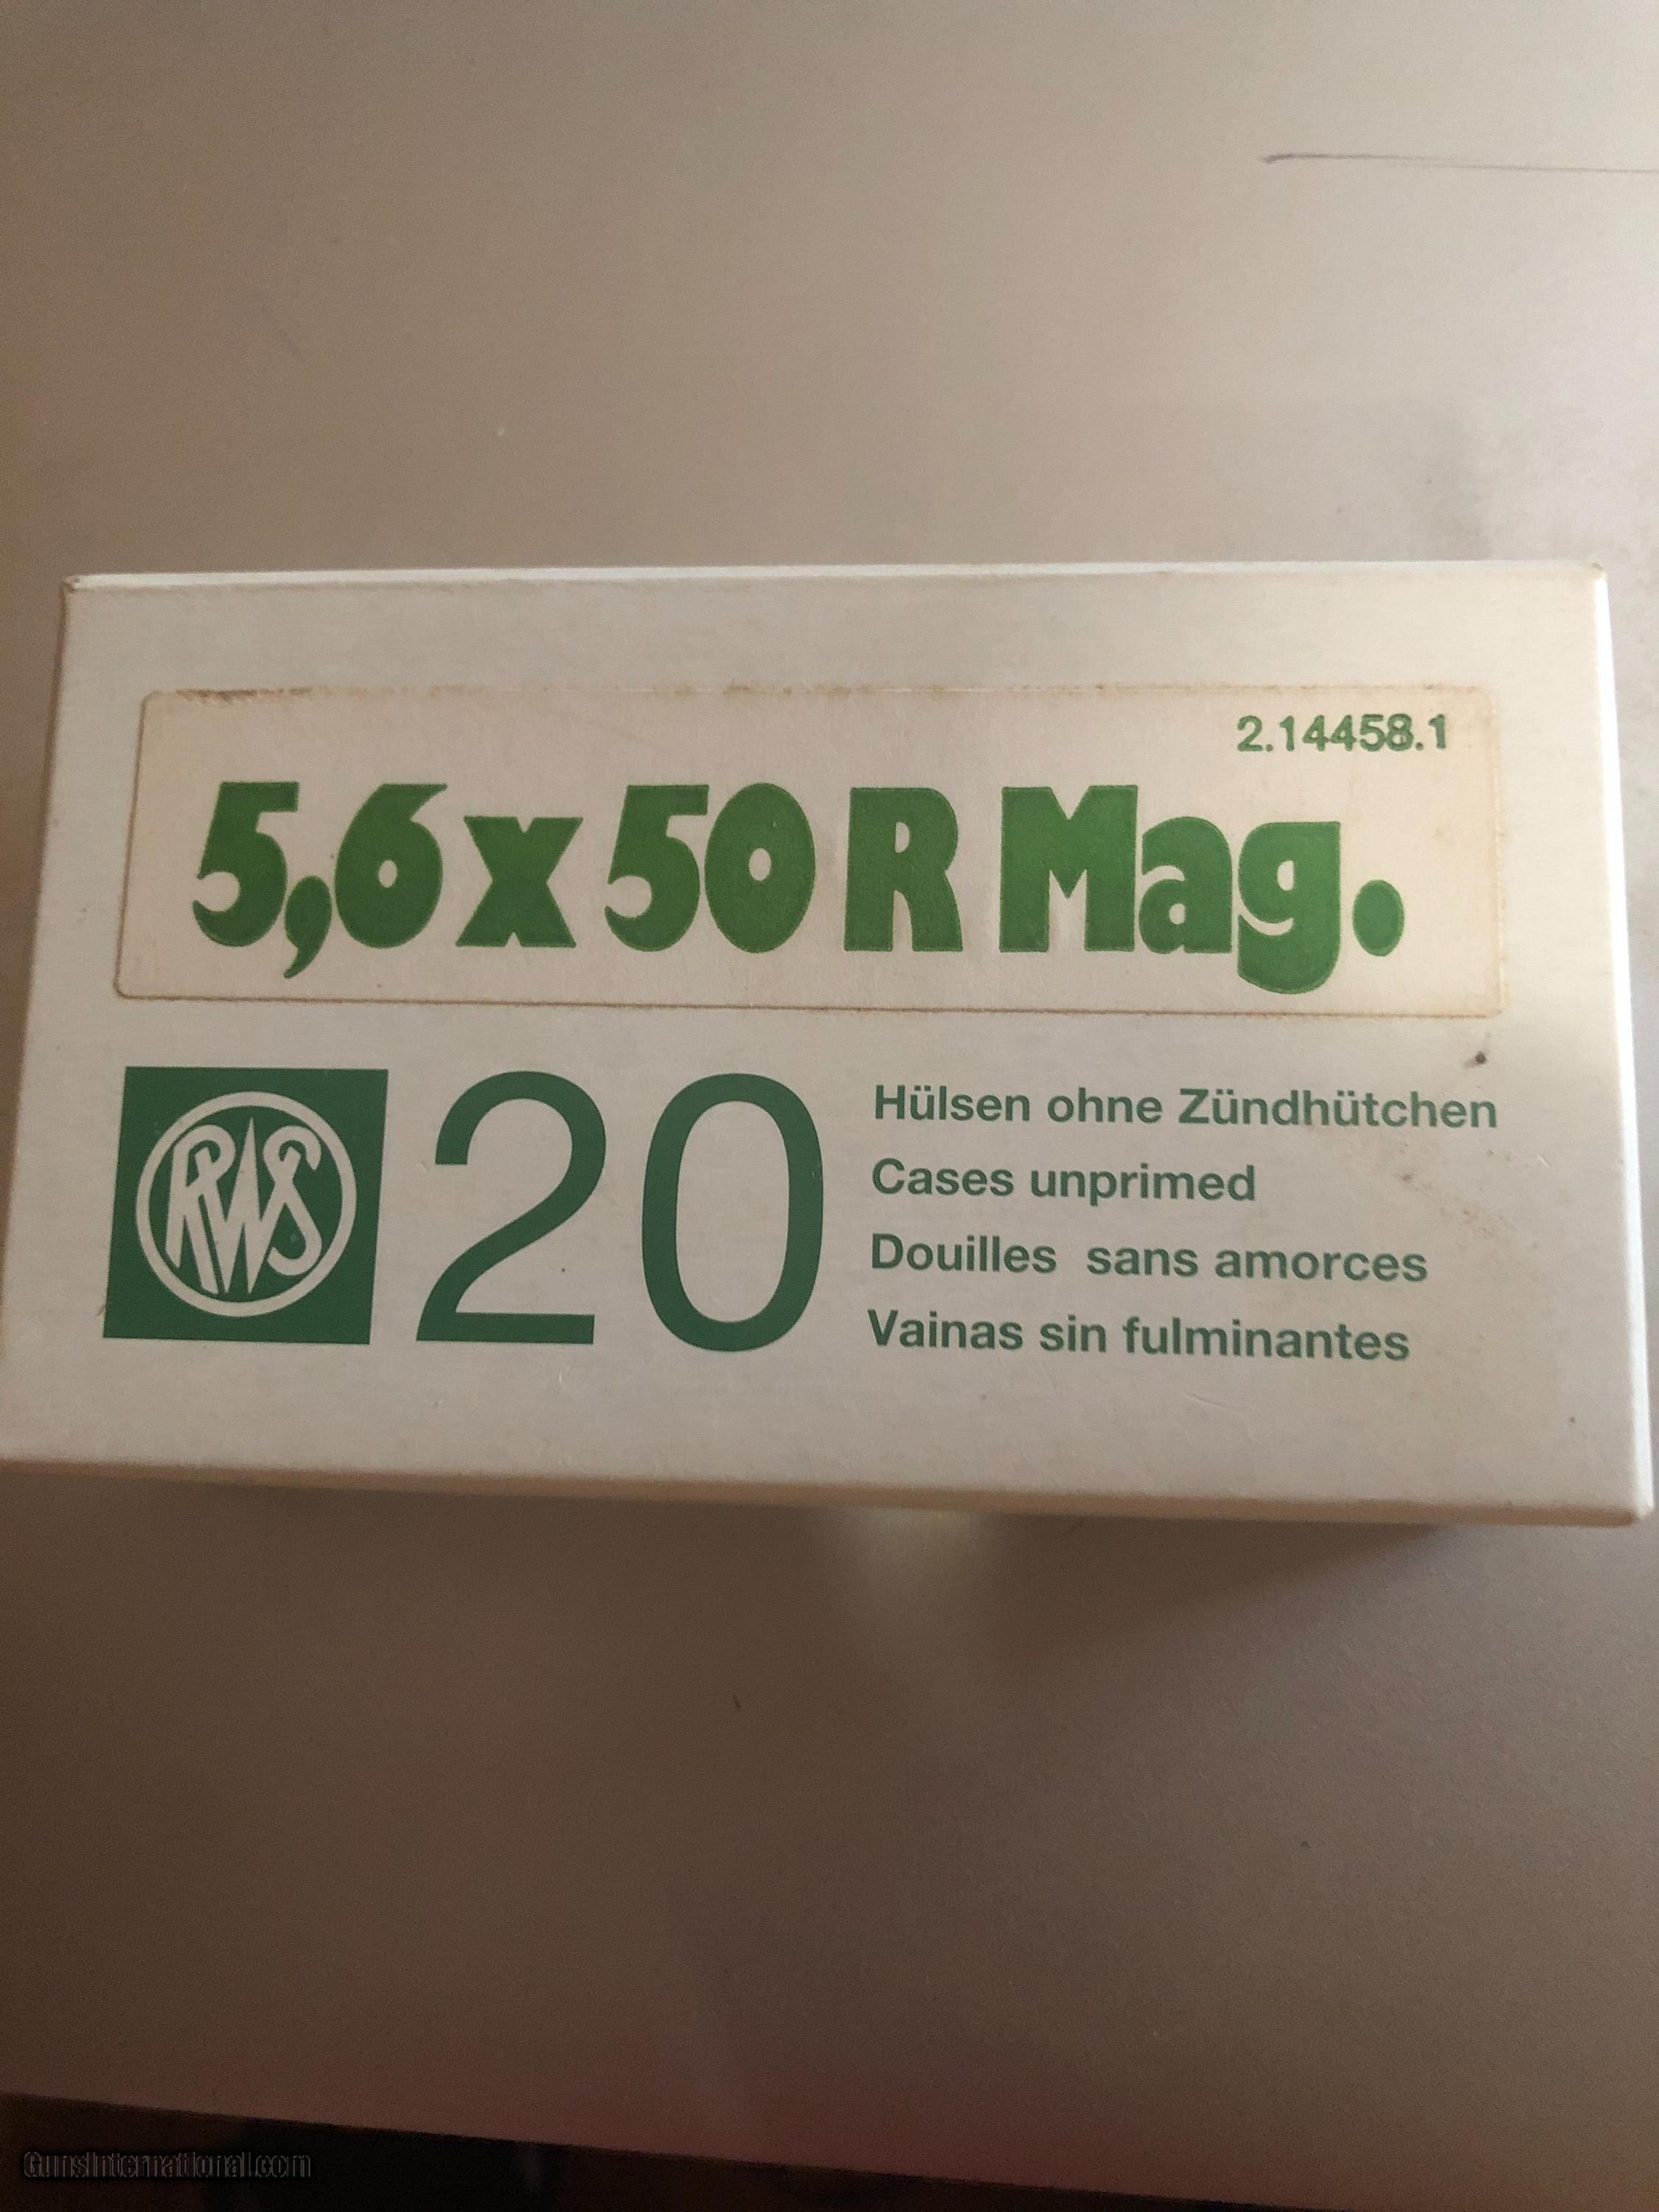 2.14458.1
5,6 x 50 R Mag.
RWS
20
Hülsen ohne Zündhütchen
Cases unprimed
Douilles sans amorces
Vainas sin fulminantes
GunsInternational.com